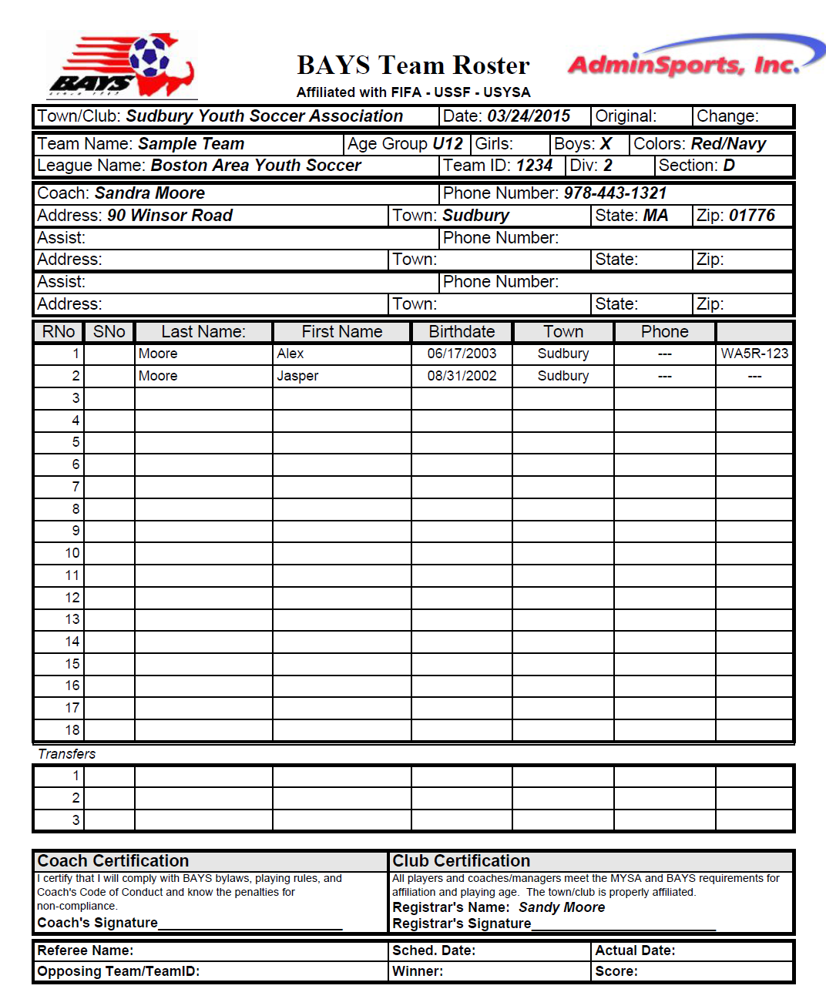 BAYS
SINCE 1983
BAYS Team Roster
AdminSports, Inc.
Affiliated with FIFA - USSF - USYSA
Town/Club: Sudbury Youth Soccer Association Date: 03/24/2015 Original: Change:
Team Name: Sample Team Age Group U12 Girls: Boys: X Colors: Red/Navy
League Name: Boston Area Youth Soccer Team ID: 1234 Div: 2 Section: D
Coach: Sandra Moore Phone Number: 978-443-1321
Address: 90 Winsor Road Town: Sudbury State: MA Zip: 01776
Assist: Phone Number:
Address: Town: State: Zip:
Assist: Phone Number:
Address: Town: State: Zip:
RNo SNo Last Name: First Name Birthdate Town Phone
1 Moore Alex 06/17/2003 Sudbury --- WA5R-123
2 Moore Jasper 08/31/2002 Sudbury --- ---
3
4
5
6
7
8
9
10
11
12
13
14
15
16
17
18
Transfers
1
2
3
Coach Certification
I certify that I will comply with BAYS bylaws, playing rules, and
Coach's Code of Conduct and know the penalties for
non-compliance.
Coach's Signature________________________
Club Certification
All players and coaches/managers meet the MYSA and BAYS requirements for
affiliation and playing age. The town/club is properly affiliated.
Registrar's Name: Sandy Moore
Registrar's Signature________________________
Referee Name: Sched. Date: Actual Date:
Opposing Team/TeamID: Winner: Score: